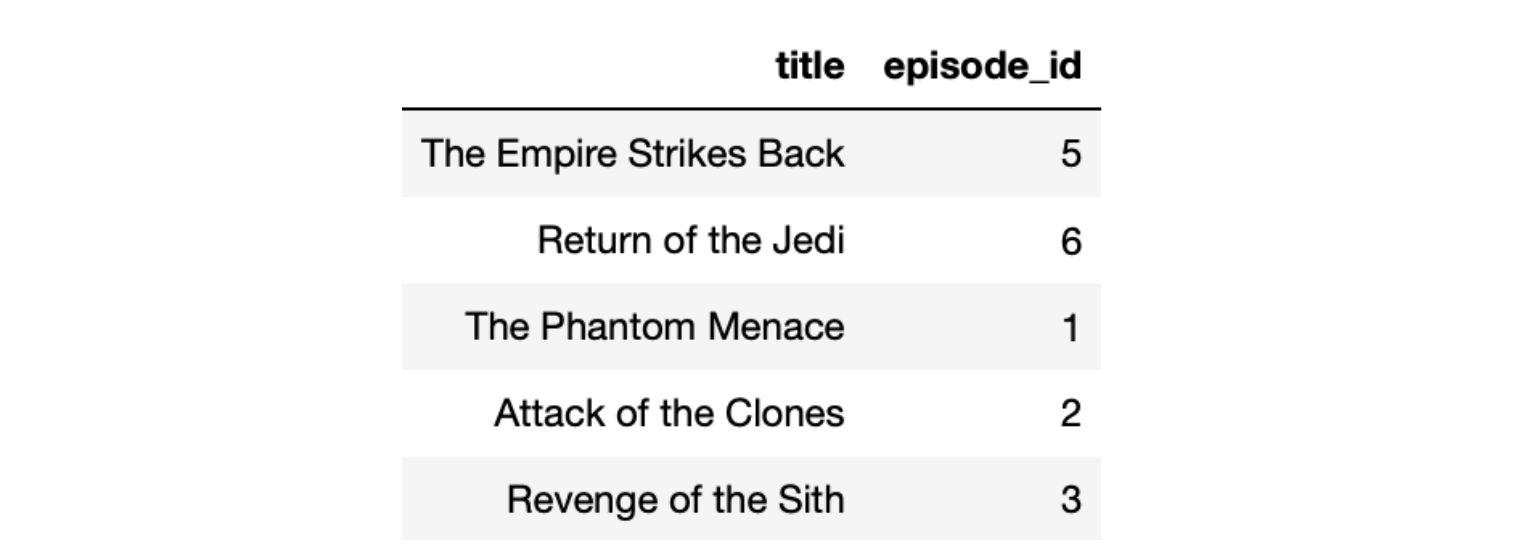 title episode_id
The Empire Strikes Back 5
Return of the Jedi 6
The Phantom Menace 1
Attack of the Clones 2
Revenge of the Sith 3